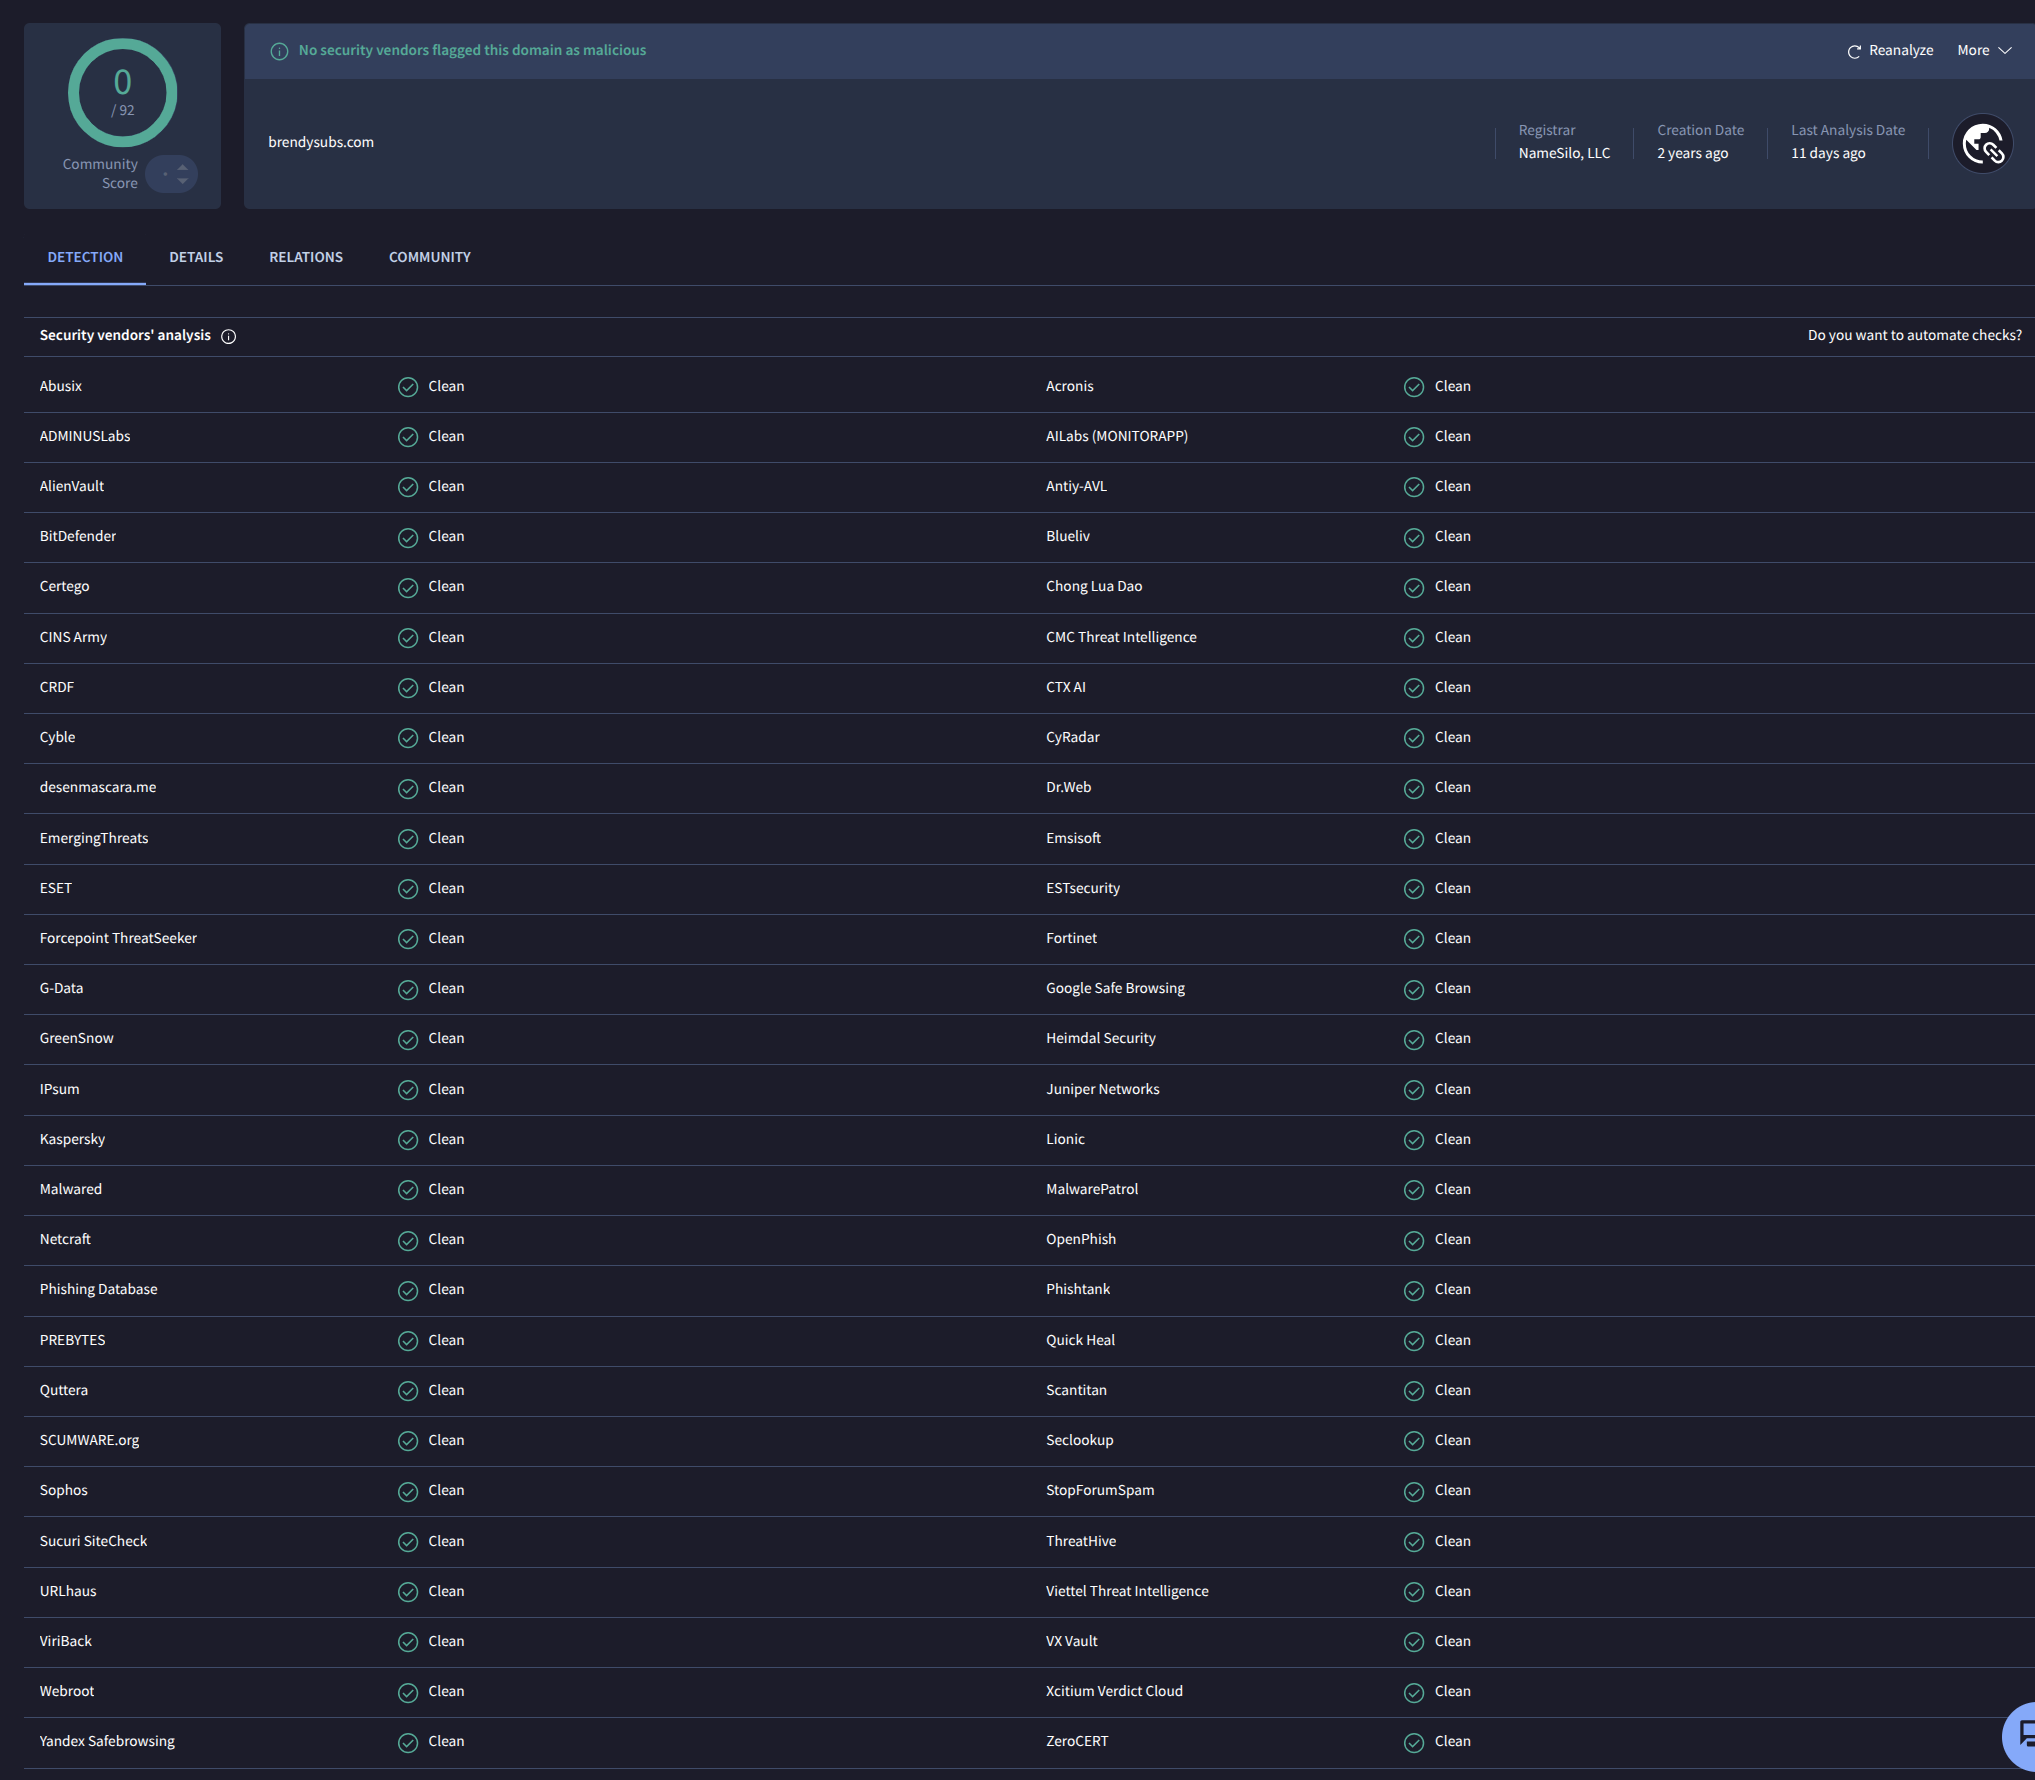 0
/ 92
Community Score
No security vendors flagged this domain as malicious
Reanalyze
More
brendysubs.com
Registrar
NameSilo, LLC
Creation Date
2 years ago
Last Analysis Date
11 days ago
DETECTION
DETAILS
RELATIONS
COMMUNITY
Security vendors' analysis
Do you want to automate checks?
Abusix Clean Acronis Clean
ADMINUSLabs Clean AILabs (MONITORAPP) Clean
AlienVault Clean Antiy-AVL Clean
BitDefender Clean Blueliv Clean
Certego Clean Chong Lua Dao Clean
CINS Army Clean CMC Threat Intelligence Clean
CRDF Clean CTX AI Clean
Cyble Clean CyRadar Clean
desenmascara.me Clean Dr.Web Clean
EmergingThreats Clean Emsisoft Clean
ESET Clean ESTsecurity Clean
Forcepoint ThreatSeeker Clean Fortinet Clean
G-Data Clean Google Safe Browsing Clean
GreenSnow Clean Heimdal Security Clean
IPsum Clean Juniper Networks Clean
Kaspersky Clean Lionic Clean
Malwared Clean MalwarePatrol Clean
Netcraft Clean OpenPhish Clean
Phishing Database Clean Phishtank Clean
PREBYTES Clean Quick Heal Clean
Quttera Clean Scantitan Clean
SCUMWARE.org Clean Seclookup Clean
Sophos Clean StopForumSpam Clean
Sucuri SiteCheck Clean ThreatHive Clean
URLhaus Clean Viettel Threat Intelligence Clean
ViriBack Clean VX Vault Clean
Webroot Clean Xcitium Verdict Cloud Clean
Yandex Safebrowsing Clean ZeroCERT Clean